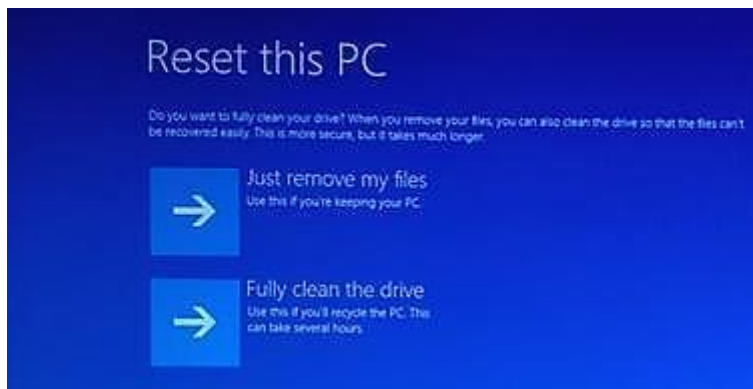 Reset this PC
Do you want to fully clean your drive? When you remove your files, you can also clean the drive so that the files can't
be recovered easily. This is more secure, but it takes much longer.
Just remove my files
Use this if you're keeping your PC.
Fully clean the drive
Use this if you'll recycle the PC. This
can take several hours